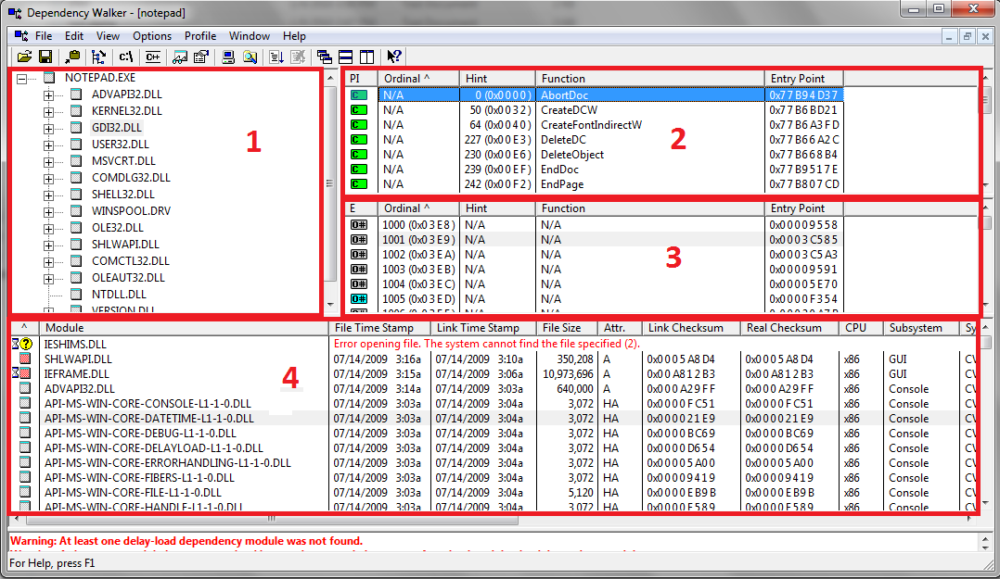 Dependency Walker - [notepad]
File Edit View Options Profile Window Help
c:\ C++
NOTEPAD.EXE
ADVAPI32.DLL
KERNEL32.DLL
GDI32.DLL
USER32.DLL
MSVCRT.DLL
COMDLG32.DLL
SHELL32.DLL
WINSPOOL.DRV
OLE32.DLL
SHLWAPI.DLL
COMCTL32.DLL
OLEAUT32.DLL
NTDLL.DLL
VERSION.DLL
1
PI Ordinal ^ Hint Function Entry Point
C N/A 0 (0x0000) AbortDoc 0x77B94D37
C N/A 50 (0x0032) CreateDCW 0x77B6BD21
C N/A 64 (0x0040) CreateFontIndirectW 0x77B6A3FD
C N/A 227 (0x00E3) DeleteDC 0x77B66A2C
C N/A 230 (0x00E6) DeleteObject 0x77B668B4
C N/A 239 (0x00EF) EndDoc 0x77B9517E
C N/A 242 (0x00F2) EndPage 0x77B807CD
2
E Ordinal ^ Hint Function Entry Point
O# 1000 (0x03E8) N/A N/A 0x00009558
O# 1001 (0x03E9) N/A N/A 0x0003C585
O# 1002 (0x03EA) N/A N/A 0x0003C5A3
O# 1003 (0x03EB) N/A N/A 0x00009591
O# 1004 (0x03EC) N/A N/A 0x00005E70
O# 1005 (0x03ED) N/A N/A 0x0000F354
3
^ Module File Time Stamp Link Time Stamp File Size Attr. Link Checksum Real Checksum CPU Subsystem Sy
? IESHIMS.DLL Error opening file. The system cannot find the file specified (2).
SHLWAPI.DLL 07/14/2009 3:16a 07/14/2009 3:10a 350,208 A 0x0005A8D4 0x0005A8D4 x86 GUI CV
IEFRAME.DLL 07/14/2009 3:15a 07/14/2009 3:06a 10,973,696 A 0x00A812B3 0x00A812B3 x86 GUI CV
ADVAPI32.DLL 07/14/2009 3:14a 07/14/2009 3:03a 640,000 A 0x000A29FF 0x000A29FF x86 Console CV
API-MS-WIN-CORE-CONSOLE-L1-1-0.DLL 07/14/2009 3:03a 07/14/2009 3:04a 3,072 HA 0x0000FC51 0x0000FC51 x86 Console CV
API-MS-WIN-CORE-DATETIME-L1-1-0.DLL 07/14/2009 3:03a 07/14/2009 3:04a 3,072 HA 0x000021E9 0x000021E9 x86 Console CV
API-MS-WIN-CORE-DEBUG-L1-1-0.DLL 07/14/2009 3:03a 07/14/2009 3:04a 3,072 HA 0x0000BC69 0x0000BC69 x86 Console CV
API-MS-WIN-CORE-DELAYLOAD-L1-1-0.DLL 07/14/2009 3:03a 07/14/2009 3:04a 3,072 HA 0x0000D654 0x0000D654 x86 Console CV
API-MS-WIN-CORE-ERRORHANDLING-L1-1-0.DLL 07/14/2009 3:03a 07/14/2009 3:04a 3,072 HA 0x00005A00 0x00005A00 x86 Console CV
API-MS-WIN-CORE-FIBERS-L1-1-0.DLL 07/14/2009 3:03a 07/14/2009 3:04a 3,072 HA 0x00009419 0x00009419 x86 Console CV
API-MS-WIN-CORE-FILE-L1-1-0.DLL 07/14/2009 3:03a 07/14/2009 3:04a 5,120 HA 0x0000EB9B 0x0000EB9B x86 Console CV
API-MS-WIN-CORE-HANDLE-L1-1-0.DLL 07/14/2009 3:03a 07/14/2009 3:04a 3,072 HA 0x0000F589 0x0000F589 x86 Console CV
4
Warning: At least one delay-load dependency module was not found.
For Help, press F1